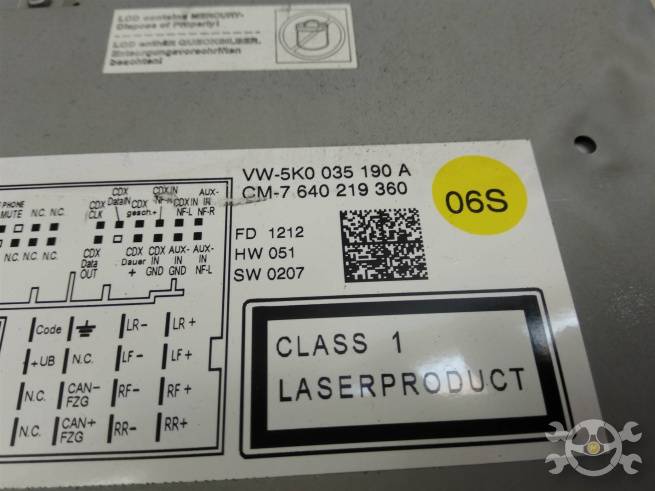 LCD contains MERCURY-
Dispose of Properly!
LCD enthält QUECKSILBER.
Entsorgungsvorschriften
beachten!
VW-5K0 035 190 A
CM-7 640 219 360
06S
FD 1212
HW 051
SW 0207
PHONE
MUTE N.C. N.C.
N.C. N.C. N.C.
CDX CLK
CDX DataIN
gesch.+
CDX IN
CDX IN NF-L
AUX-IN NF-R
CDX Data OUT
CDX Dauer +
CDX IN GND
AUX-IN GND
AUX-IN NF-L
Code LR- LR+
+UB N.C. LF- LF+
N.C. CAN-FZG RF- RF+
N.C. CAN+FZG RR- RR+
CLASS 1
LASERPRODUCT